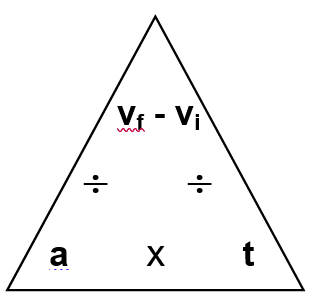 vf - vi
÷ ÷
a x t